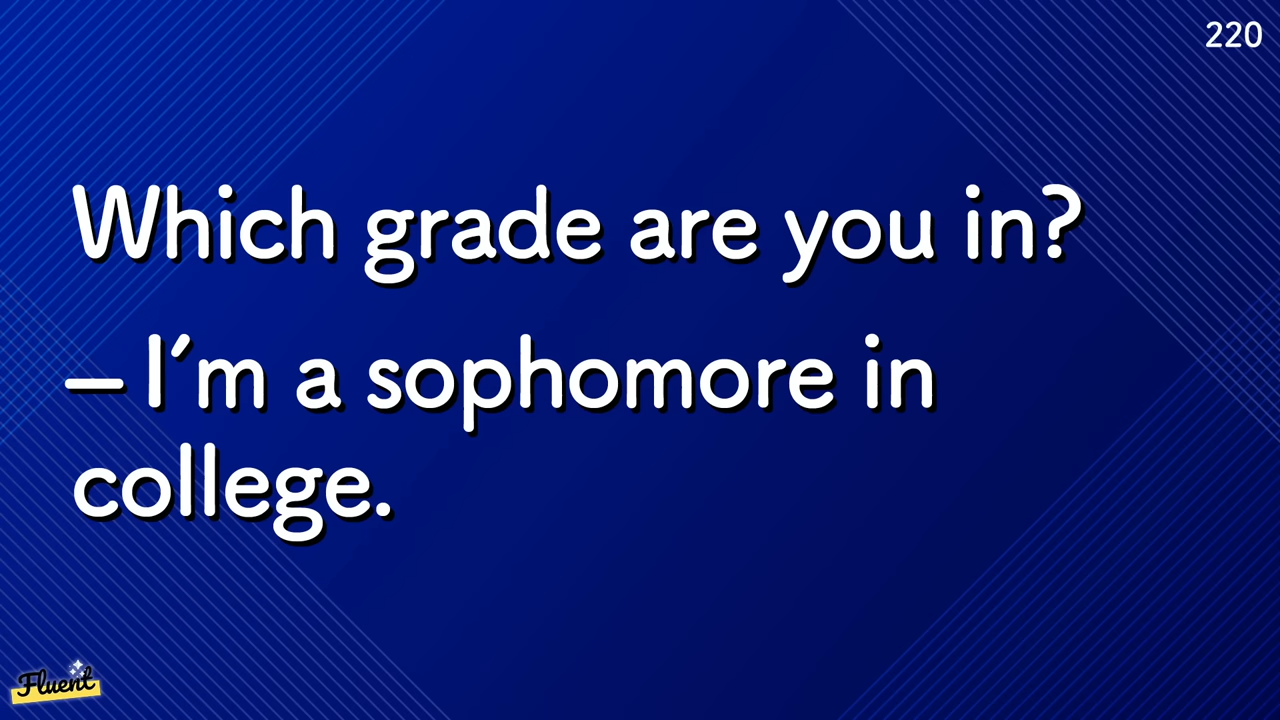 220
Which grade are you in?
– I´m a sophomore in
college.
Fluent